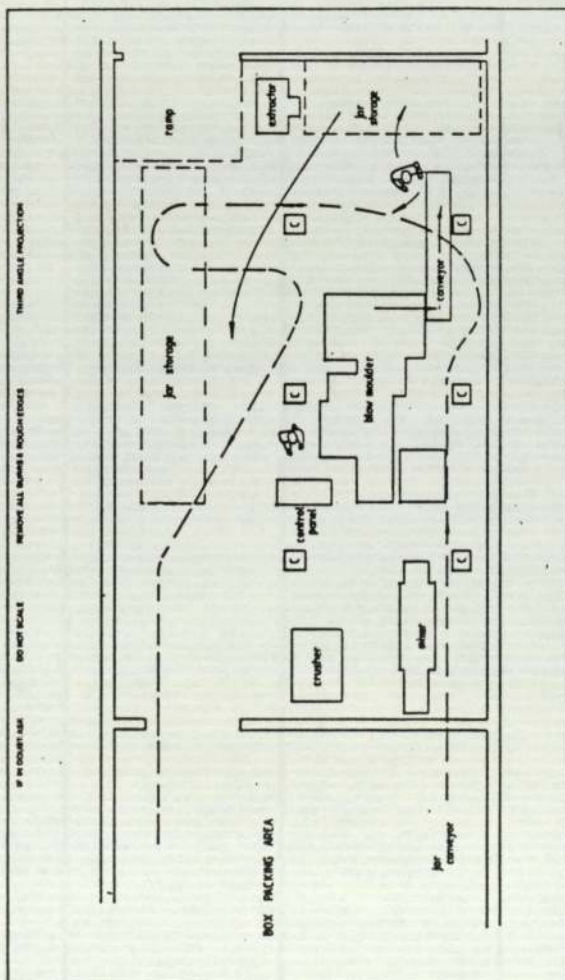 IF IN DOUBT ASK
DO NOT SCALE
REMOVE ALL BURRS & ROUGH EDGES
THIRD ANGLE PROJECTION
ramp
jar storage
extractor
jar
storage
BOX PACKING AREA
crusher
control
panel
C
C
C
blow moulder
mixer
conveyor
jar
conveyor
C
C
C